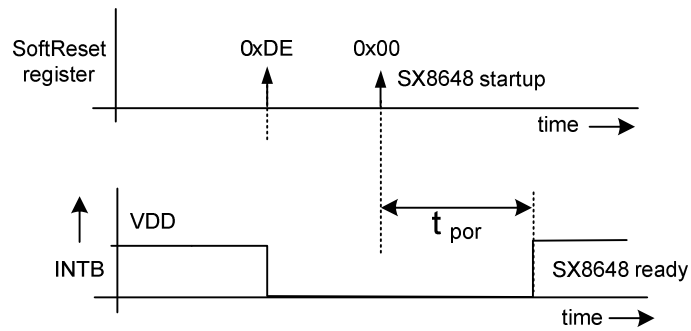 SoftReset
register
0xDE
0x00
SX8648 startup
time
VDD
INTB
t por
SX8648 ready
time